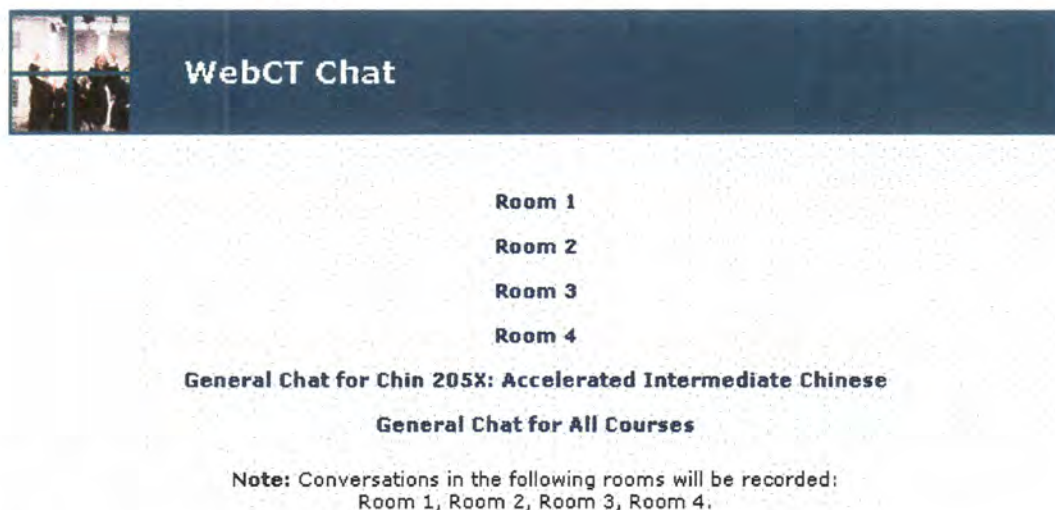 WebCT Chat
Room 1
Room 2
Room 3
Room 4
General Chat for Chin 205X: Accelerated Intermediate Chinese
General Chat for All Courses
Note: Conversations in the following rooms will be recorded:
Room 1, Room 2, Room 3, Room 4.